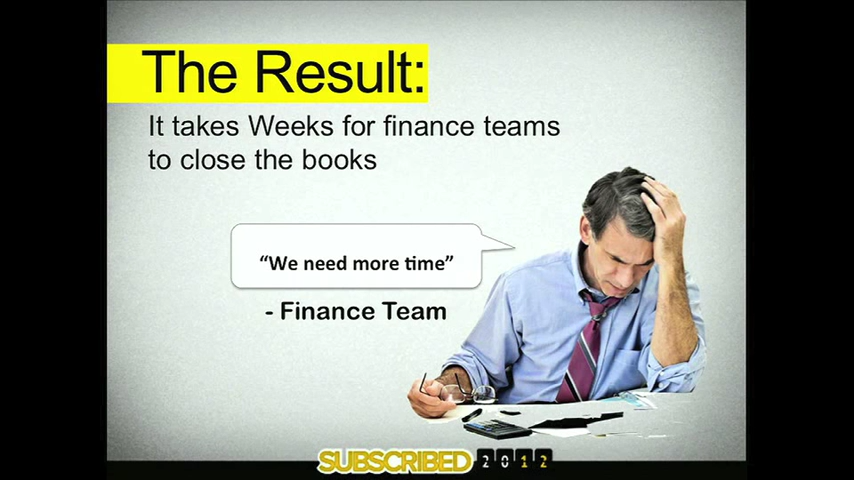 The Result:
It takes Weeks for finance teams
to close the books
“We need more time”
- Finance Team
SUBSCRIBED 2012